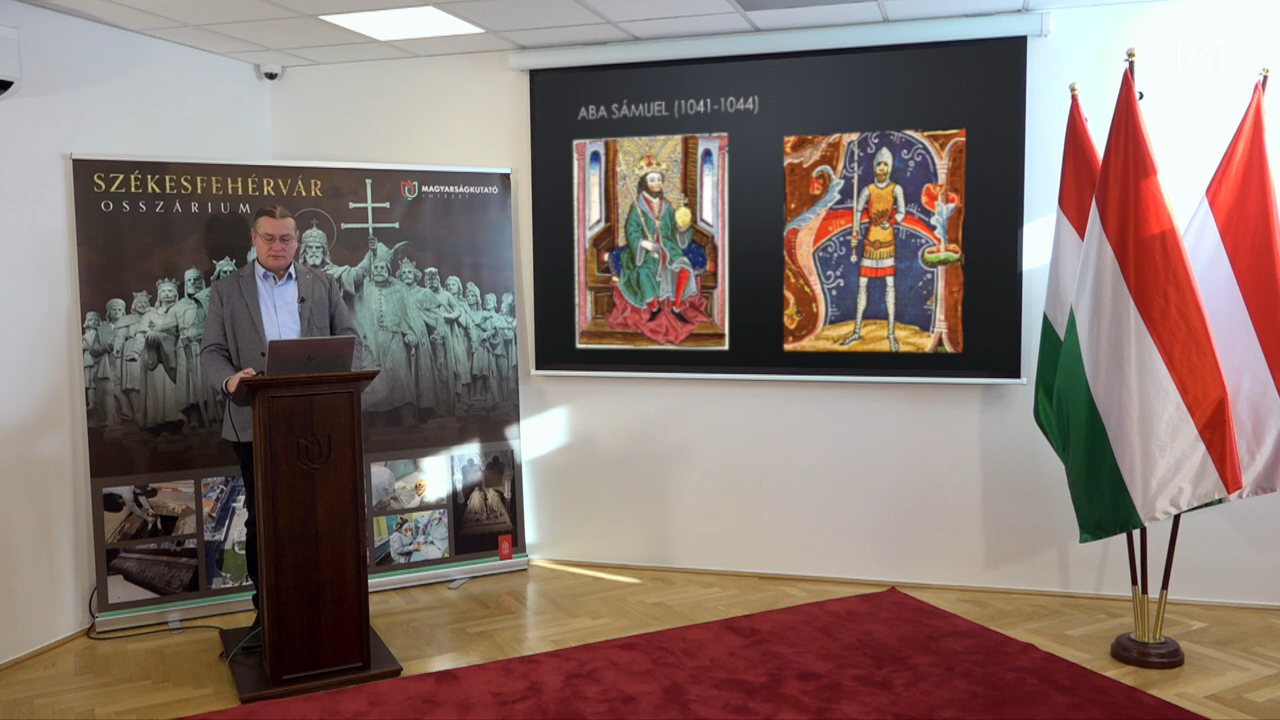 SZÉKESFEHÉRVÁR
OSSZÁRIUM
MAGYARSÁGKUTATÓ
INTÉZET
ABA SÁMUEL (1041-1044)